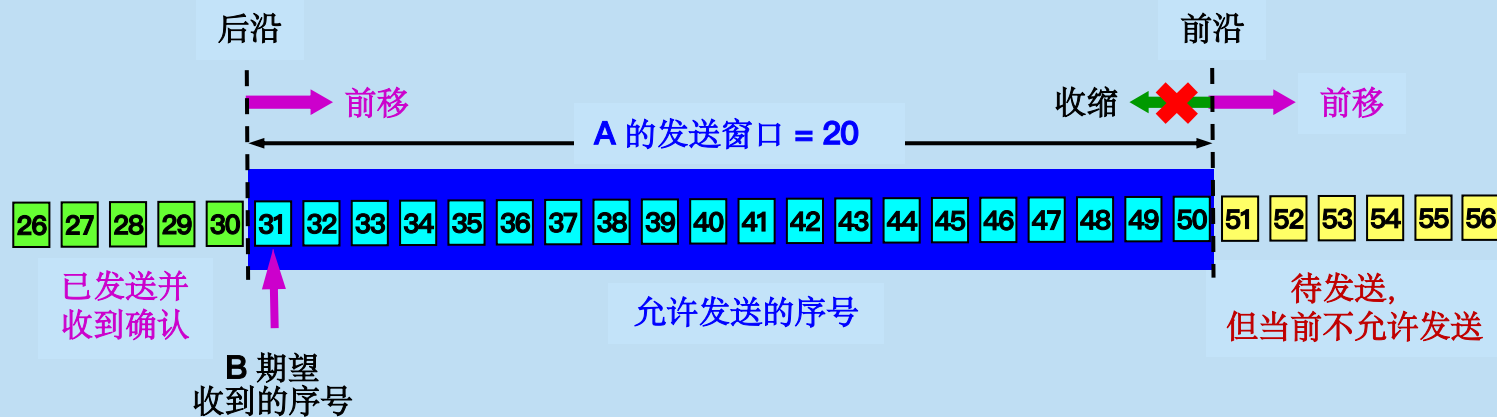 后沿
前沿
前移
收缩
前移
A 的发送窗口 = 20
26 27 28 29 30 31 32 33 34 35 36 37 38 39 40 41 42 43 44 45 46 47 48 49 50 51 52 53 54 55 56
已发送并
收到确认
允许发送的序号
待发送,
但当前不允许发送
B 期望
收到的序号